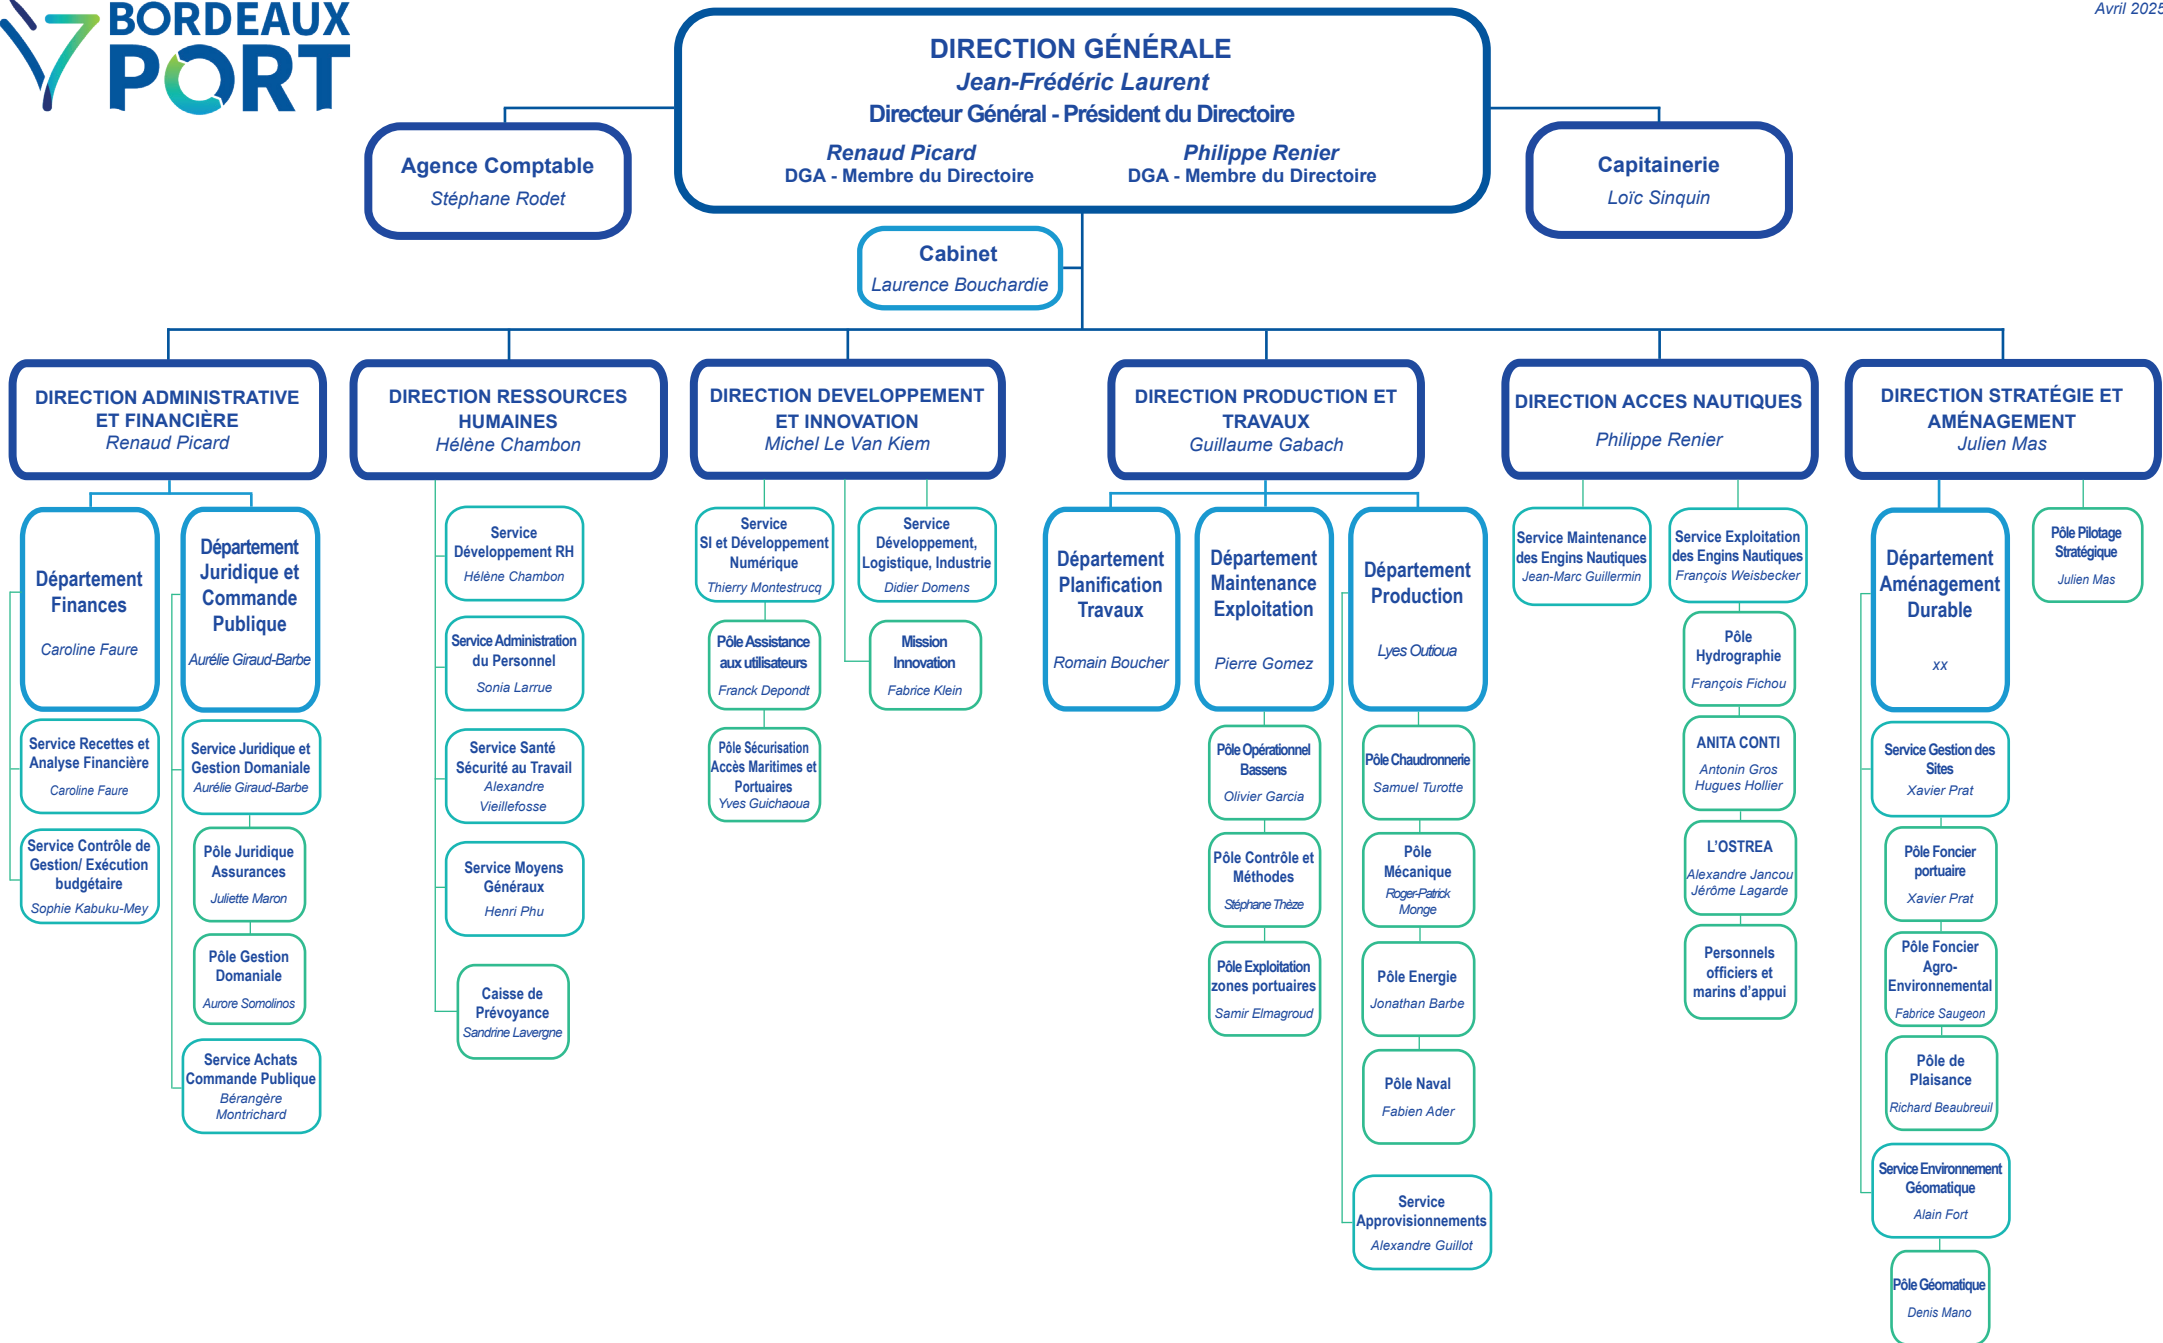 BORDEAUX
PORT
Avril 2025
DIRECTION GÉNÉRALE
Jean-Frédéric Laurent
Directeur Général - Président du Directoire
Renaud Picard
DGA - Membre du Directoire
Philippe Renier
DGA - Membre du Directoire
Agence Comptable
Stéphane Rodet
Capitainerie
Loïc Sinquin
Cabinet
Laurence Bouchardie
DIRECTION ADMINISTRATIVE
ET FINANCIÈRE
Renaud Picard
Département
Finances
Caroline Faure
Service Recettes et
Analyse Financière
Caroline Faure
Service Contrôle de
Gestion/ Exécution
budgétaire
Sophie Kabuku-Mey
Département
Juridique et
Commande
Publique
Aurélie Giraud-Barbe
Service Juridique et
Gestion Domaniale
Aurélie Giraud-Barbe
Pôle Juridique
Assurances
Juliette Maron
Pôle Gestion
Domaniale
Aurore Somolinos
Service Achats
Commande Publique
Bérangère
Montrichard
DIRECTION RESSOURCES
HUMAINES
Hélène Chambon
Service
Développement RH
Hélène Chambon
Service Administration
du Personnel
Sonia Larrue
Service Santé
Sécurité au Travail
Alexandre
Vieillefosse
Service Moyens
Généraux
Henri Phu
Caisse de
Prévoyance
Sandrine Lavergne
DIRECTION DEVELOPPEMENT
ET INNOVATION
Michel Le Van Kiem
Service
SI et Développement
Numérique
Thierry Montestrucq
Pôle Assistance
aux utilisateurs
Franck Depondt
Pôle Sécurisation
Accès Maritimes et
Portuaires
Yves Guichaoua
Service
Développement,
Logistique, Industrie
Didier Domens
Mission
Innovation
Fabrice Klein
DIRECTION PRODUCTION ET
TRAVAUX
Guillaume Gabach
Département
Planification
Travaux
Romain Boucher
Département
Maintenance
Exploitation
Pierre Gomez
Pôle Opérationnel
Bassens
Olivier Garcia
Pôle Contrôle et
Méthodes
Stéphane Thèze
Pôle Exploitation
zones portuaires
Samir Elmagroud
Département
Production
Lyes Outioua
Pôle Chaudronnerie
Samuel Turotte
Pôle
Mécanique
Roger-Patrick
Monge
Pôle Energie
Jonathan Barbe
Pôle Naval
Fabien Ader
Service
Approvisionnements
Alexandre Guillot
DIRECTION ACCES NAUTIQUES
Philippe Renier
Service Maintenance
des Engins Nautiques
Jean-Marc Guillermin
Service Exploitation
des Engins Nautiques
François Weisbecker
Pôle
Hydrographie
François Fichou
ANITA CONTI
Antonin Gros
Hugues Hollier
L'OSTREA
Alexandre Jancou
Jérôme Lagarde
Personnels
officiers et
marins d'appui
DIRECTION STRATÉGIE ET
AMÉNAGEMENT
Julien Mas
Département
Aménagement
Durable
xx
Service Gestion des
Sites
Xavier Prat
Pôle Foncier
portuaire
Xavier Prat
Pôle Foncier
Agro-
Environnemental
Fabrice Saugeon
Pôle de
Plaisance
Richard Beaubreuil
Service Environnement
Géomatique
Alain Fort
Pôle Géomatique
Denis Mano
Pôle Pilotage
Stratégique
Julien Mas